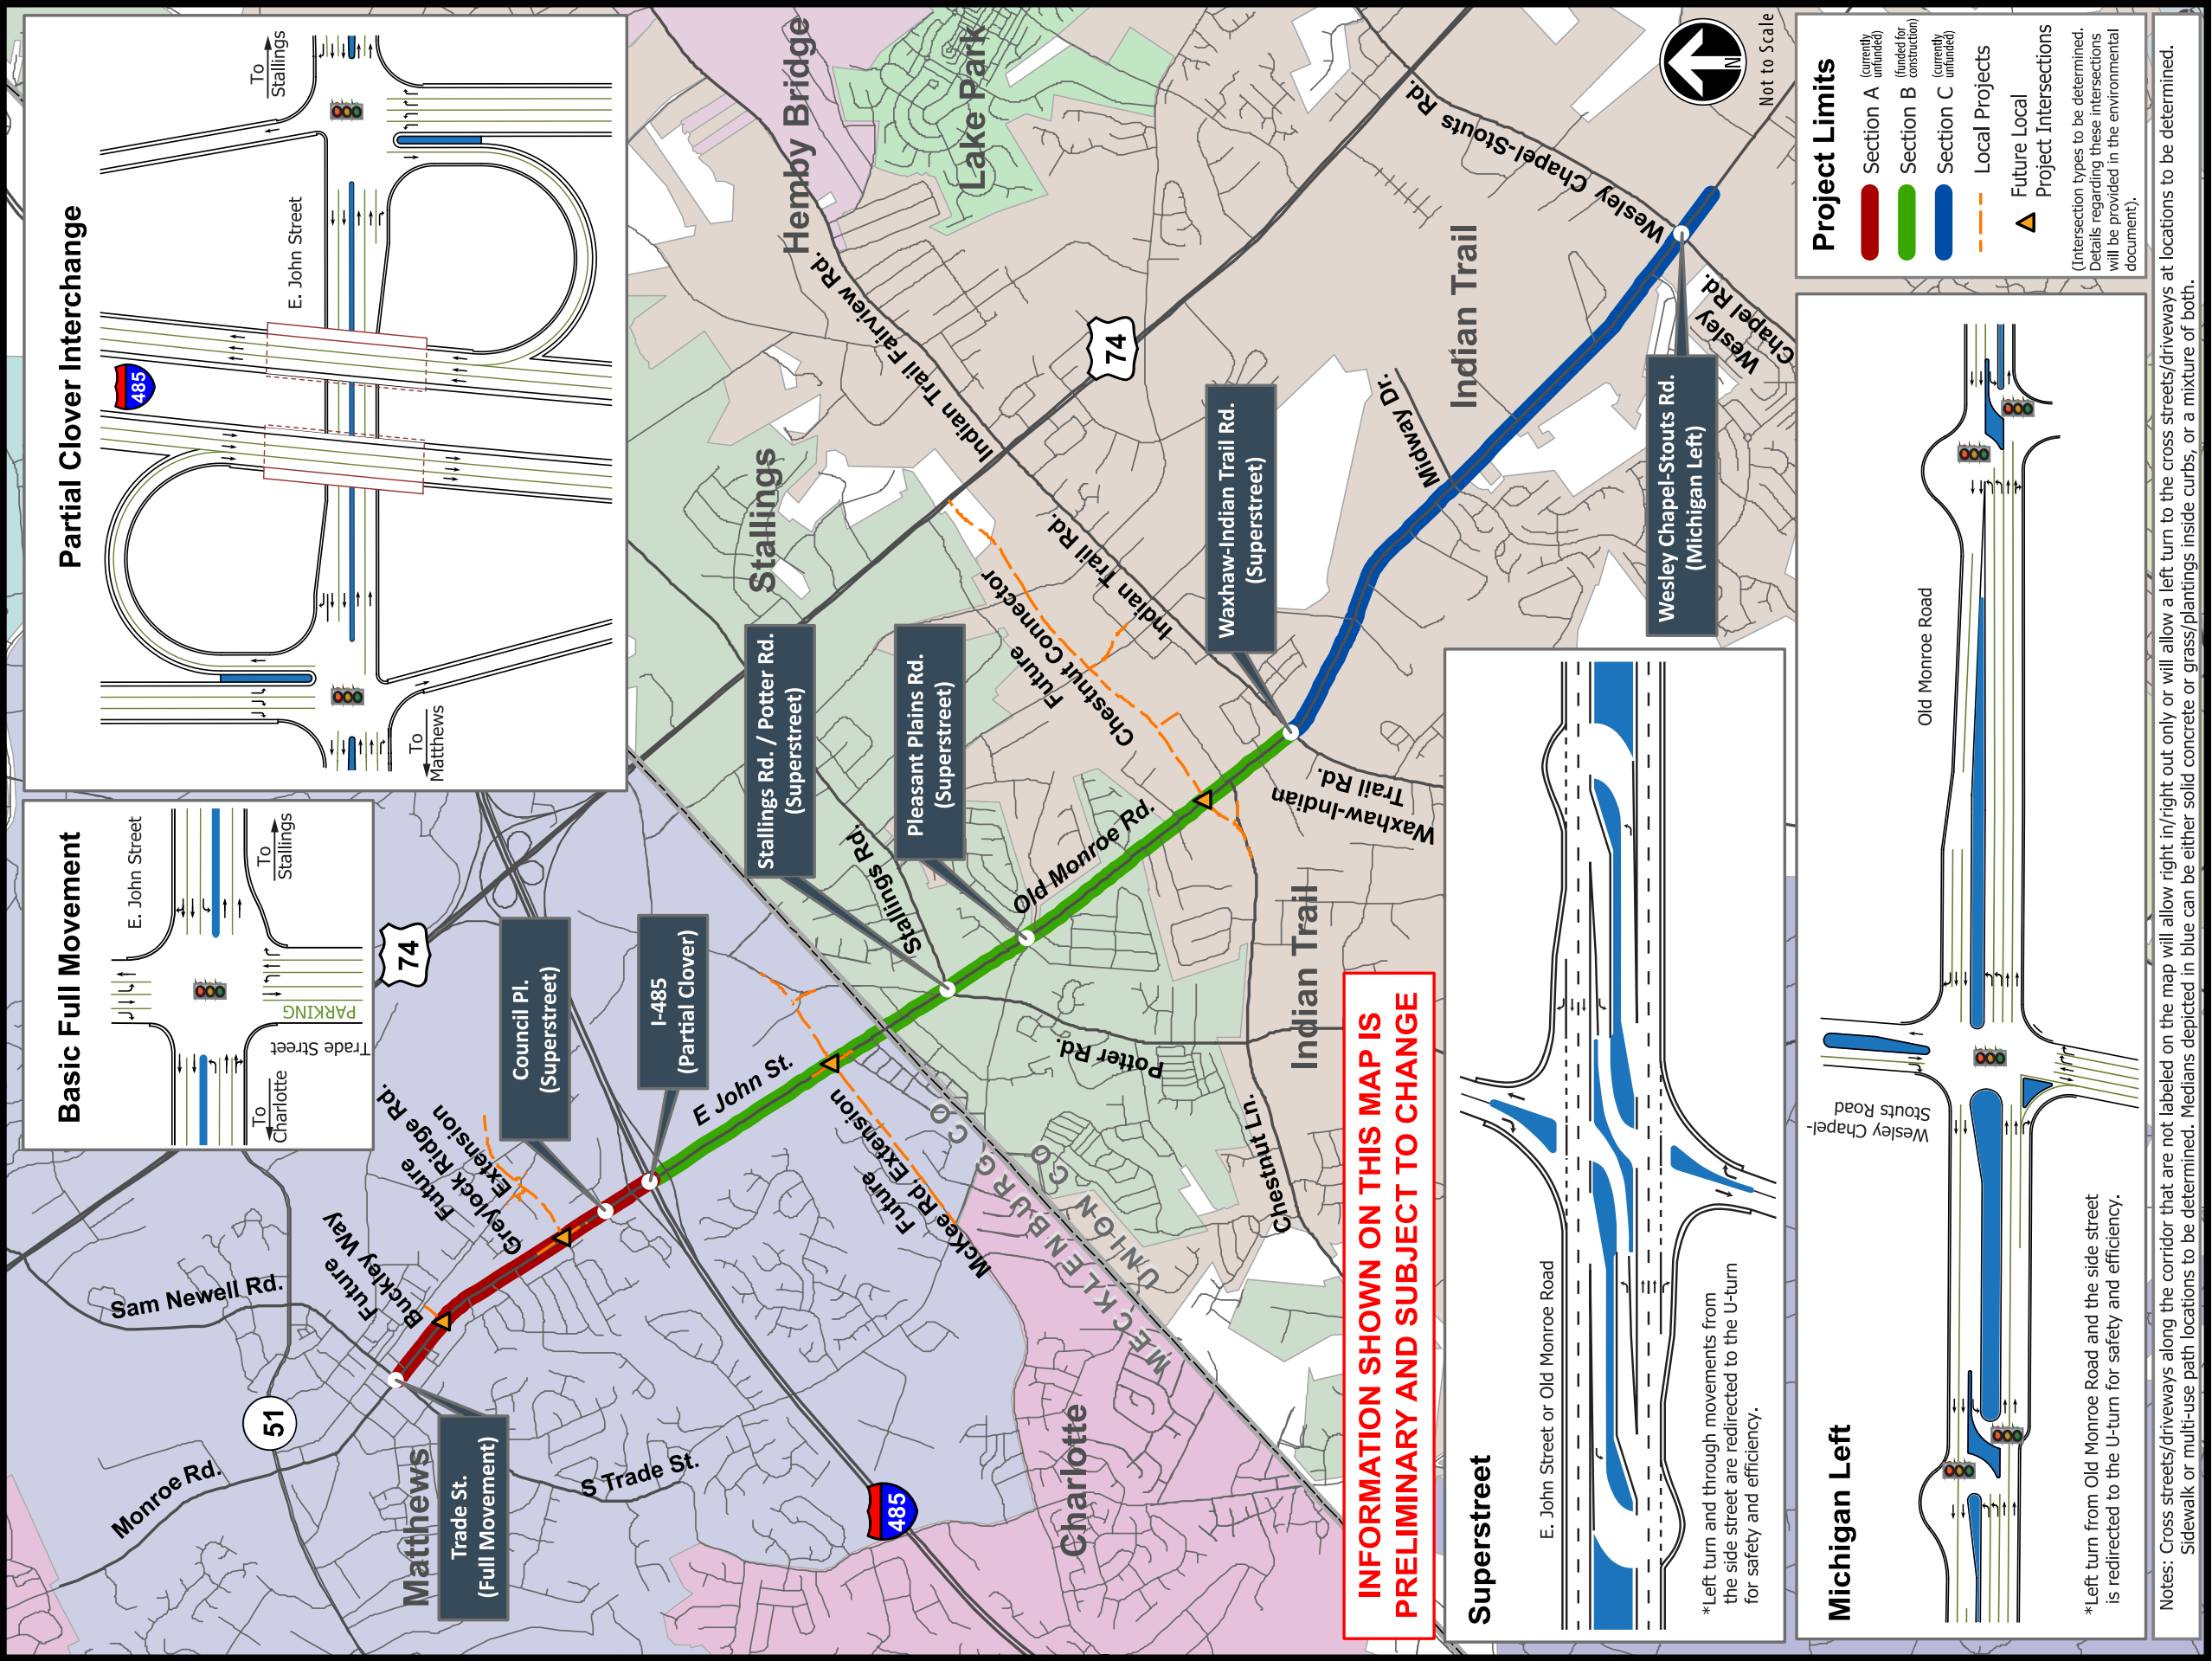 Basic Full Movement
E. John Street
To
Stallings
To
Charlotte
PARKING
Trade Street
Partial Clover Interchange
E. John Street
485
To
Stallings
To
Matthews
Hemby Bridge
Lake Park
Stallings
Indian Trail
Indian Trail
Matthews
Charlotte
MECKLENBURG CO
UNION CO
74
74
51
485
Monroe Rd.
Sam Newell Rd.
S Trade St.
Future
Buckley Way
Future
Greylock Ridge Rd.
Extension
E John St.
Future
McKee Rd. Extension
Stallings Rd.
Potter Rd.
Old Monroe Rd.
Chestnut Ln.
Future
Chestnut Connector
Indian Trail Rd.
Indian Trail Fairview Rd.
Waxhaw-Indian
Trail Rd.
Midway Dr.
Wesley Chapel-Stouts Rd.
Wesley
Chapel Rd.
Trade St.
(Full Movement)
Council Pl.
(Superstreet)
I-485
(Partial Clover)
Stallings Rd. / Potter Rd.
(Superstreet)
Pleasant Plains Rd.
(Superstreet)
Waxhaw-Indian Trail Rd.
(Superstreet)
Wesley Chapel-Stouts Rd.
(Michigan Left)
N
Not to Scale
INFORMATION SHOWN ON THIS MAP IS
PRELIMINARY AND SUBJECT TO CHANGE
Superstreet
E. John Street or Old Monroe Road
*Left turn and through movements from
the side street are redirected to the U-turn
for safety and efficiency.
Michigan Left
Old Monroe Road
Wesley Chapel-
Stouts Road
*Left turn from Old Monroe Road and the side street
is redirected to the U-turn for safety and efficiency.
Project Limits
Section A (currently unfunded)
Section B (funded for construction)
Section C (currently unfunded)
Local Projects
Future Local
Project Intersections
(Intersection types to be determined.
Details regarding these intersections
will be provided in the environmental
document).
Notes: Cross streets/driveways along the corridor that are not labeled on the map will allow right in/right out only or will allow a left turn to the cross streets/driveways at locations to be determined.
Sidewalk or multi-use path locations to be determined. Medians depicted in blue can be either solid concrete or grass/plantings inside curbs, or a mixture of both.